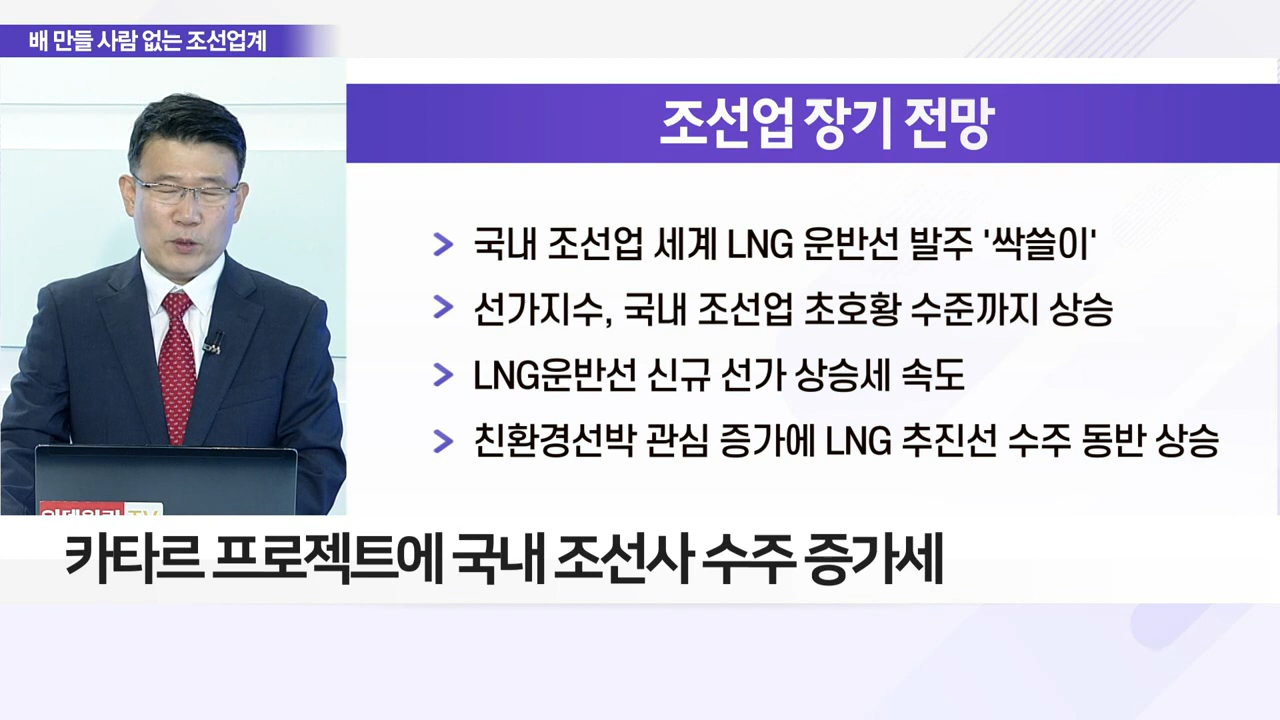 배 만들 사람 없는 조선업계
조선업 장기 전망
국내 조선업 세계 LNG 운반선 발주 '싹쓸이'
선가지수, 국내 조선업 초호황 수준까지 상승
LNG운반선 신규 선가 상승세 속도
친환경선박 관심 증가에 LNG 추진선 수주 동반 상승
카타르 프로젝트에 국내 조선사 수주 증가세